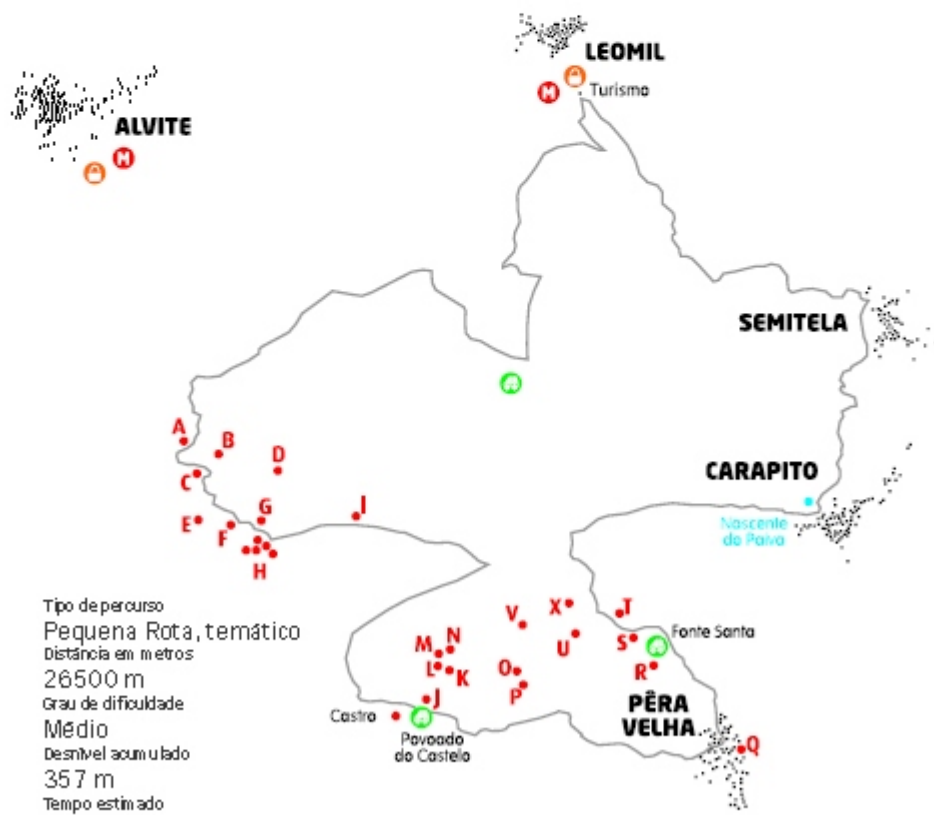 LEOMIL
M
Turismo
ALVITE
M
SEMITELA
A
B
D
CARAPITO
C
I
G
E
F
Nascente
do Paiva
H
X
T
V
Tipo de percurso
Pequena Rota, temático
Distância em metros
26500 m
Grau de dificuldade
Médio
Desnível acumulado
357 m
Tempo estimado
M
N
U
S
Fonte Santa
L
K
O
R
P
J
PÊRA
VELHA
Castro
Povoado
do Castelo
Q